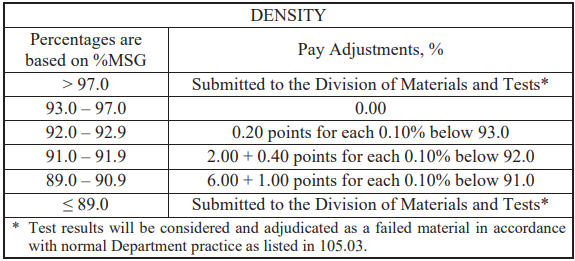 DENSITY
Percentages are
based on %MSG
Pay Adjustments, %
> 97.0 Submitted to the Division of Materials and Tests*
93.0 – 97.0 0.00
92.0 – 92.9 0.20 points for each 0.10% below 93.0
91.0 – 91.9 2.00 + 0.40 points for each 0.10% below 92.0
89.0 – 90.9 6.00 + 1.00 points for each 0.10% below 91.0
≤ 89.0 Submitted to the Division of Materials and Tests*
* Test results will be considered and adjudicated as a failed material in accordance
with normal Department practice as listed in 105.03.